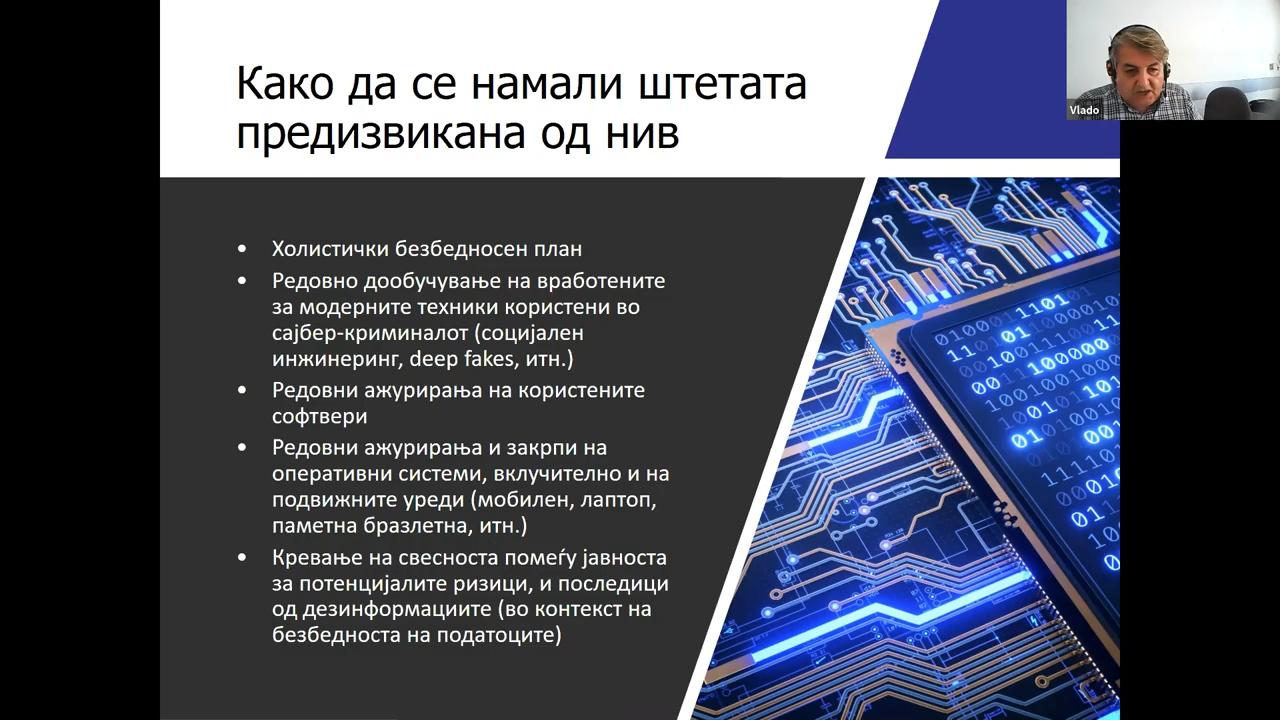 Како да се намали штетата
предизвикана од нив
Vlado
• Холистички безбедносен план
• Редовно дообучување на вработените
за модерните техники користени во
сајбер-криминалот (социјален
инжинеринг, deep fakes, итн.)
• Редовни ажурирања на користените
софтвери
• Редовни ажурирања и закрпи на
оперативни системи, вклучително и на
подвижните уреди (мобилен, лаптоп,
паметна бразлетна, итн.)
• Кревање на свесноста помеѓу јавноста
за потенцијалите ризици, и последици
од дезинформациите (во контекст на
безбедноста на податоците)